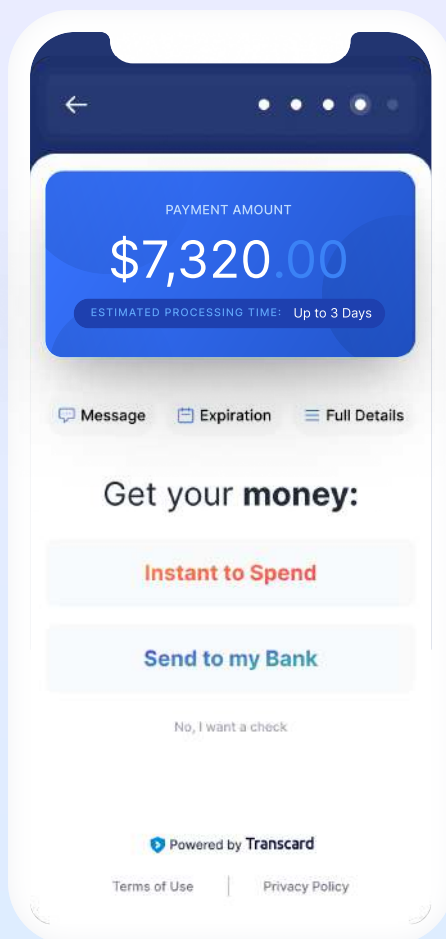 PAYMENT AMOUNT
$7,320.00
ESTIMATED PROCESSING TIME: Up to 3 Days
Message Expiration Full Details
Get your money:
Instant to Spend
Send to my Bank
No, I want a check
Powered by Transcard
Terms of Use Privacy Policy